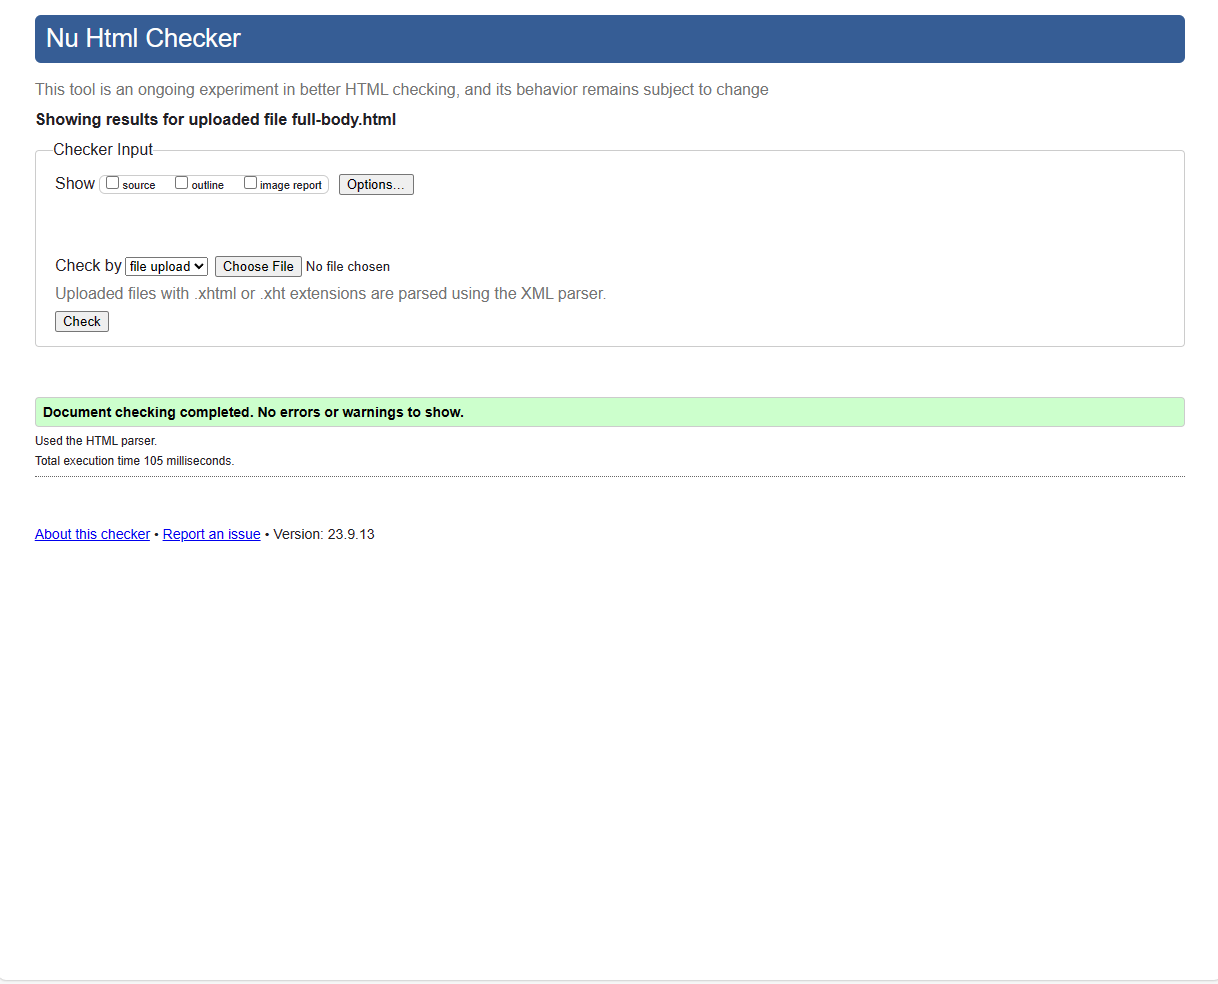 Nu Html Checker
This tool is an ongoing experiment in better HTML checking, and its behavior remains subject to change
Showing results for uploaded file full-body.html
Checker Input
Show source outline image report Options...
Check by file upload Choose File No file chosen
Uploaded files with .xhtml or .xht extensions are parsed using the XML parser.
Check
Document checking completed. No errors or warnings to show.
Used the HTML parser.
Total execution time 105 milliseconds.
About this checker • Report an issue • Version: 23.9.13